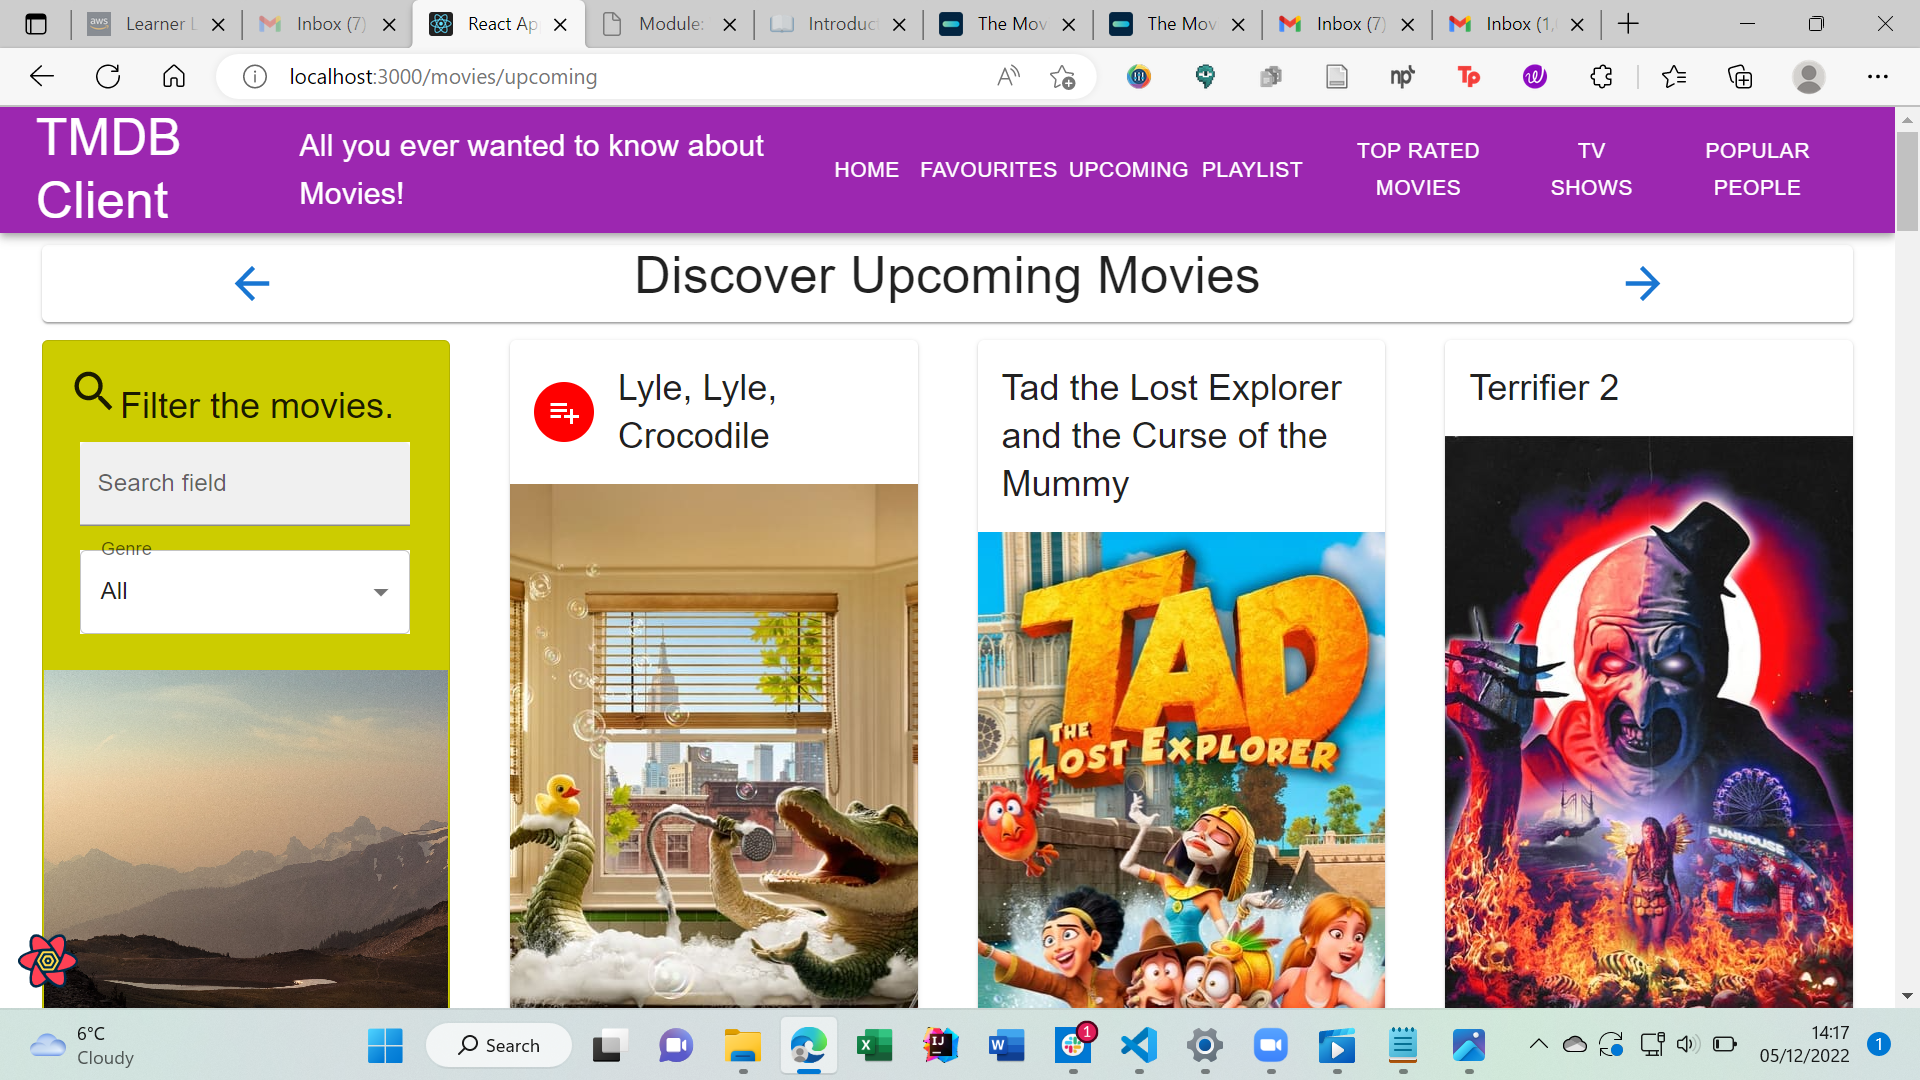 aws
Learner L
Inbox (7)
React Ap
Module:
Introduc
The Mov
The Mov
Inbox (7)
Inbox (1,
localhost:3000/movies/upcoming
TMDB
Client
All you ever wanted to know about
Movies!
HOME
FAVOURITES
UPCOMING
PLAYLIST
TOP RATED
MOVIES
TV
SHOWS
POPULAR
PEOPLE
Discover Upcoming Movies
Filter the movies.
Search field
Genre
All
Lyle, Lyle,
Crocodile
Tad the Lost Explorer
and the Curse of the
Mummy
TAD
THE
LOST EXPLORER
Terrifier 2
FUNHOUSE
6°C
Cloudy
Search
1
14:17
05/12/2022
1